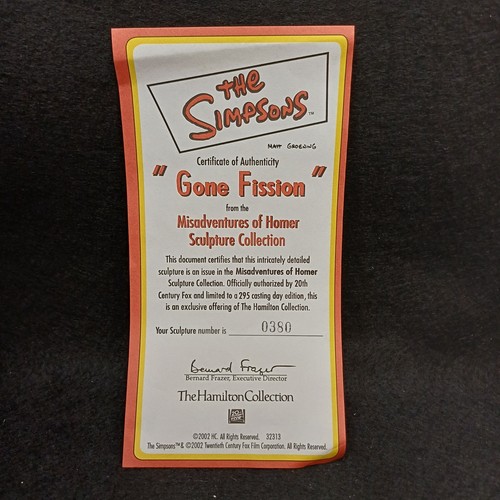 THE
SIMPSONS™
MATT GROENING
Certificate of Authenticity
"Gone Fission"
from the
Misadventures of Homer
Sculpture Collection
This document certifies that this intricately detailed
sculpture is an issue in the Misadventures of Homer
Sculpture Collection. Officially authorized by 20th
Century Fox and limited to a 295 casting day edition, this
is an exclusive offering of The Hamilton Collection.
Your Sculpture number is 0380
Bernard Frazer
Bernard Frazer, Executive Director
The Hamilton Collection
©2002 HC. All Rights Reserved. 32313
The Simpsons™ & ©2002 Twentieth Century Fox Film Corporation. All Rights Reserved.